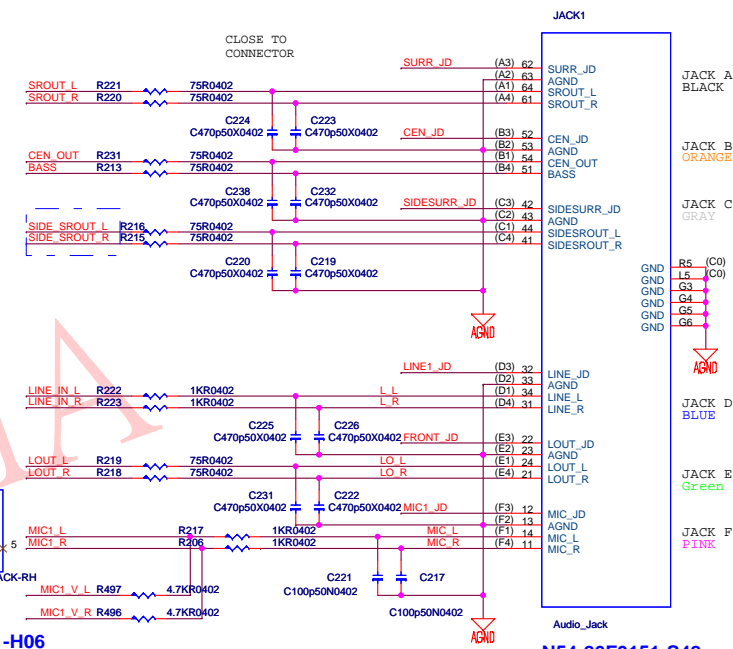 JACK1
CLOSE TO
CONNECTOR
SURR_JD (A3) 62 SURR_JD
(A2) 63 AGND
SROUT_L R221 75R0402 (A1) 64 SROUT_L
SROUT_R R220 75R0402 (A4) 61 SROUT_R
JACK A
BLACK
C224 C223
C470p50X0402 C470p50X0402
CEN_JD (B3) 52 CEN_JD
(B2) 53 AGND
CEN_OUT R231 75R0402 (B1) 54 CEN_OUT
BASS R213 75R0402 (B4) 51 BASS
JACK B
ORANGE
C238 C232
C470p50X0402 C470p50X0402
SIDESURR_JD (C3) 42 SIDESURR_JD
(C2) 43 AGND
SIDE_SROUT_L R216 75R0402 (C1) 44 SIDESROUT_L
SIDE_SROUT_R R215 75R0402 (C4) 41 SIDESROUT_R
JACK C
GRAY
C220 C219
C470p50X0402 C470p50X0402
GND R5 (C0)
GND L5 (C0)
GND G3
GND G4
GND G5
GND G6
AGND
AGND
LINE1_JD (D3) 32 LINE_JD
(D2) 33 AGND
LINE_IN_L R222 1KR0402 L_L (D1) 34 LINE_L
LINE_IN_R R223 1KR0402 L_R (D4) 31 LINE_R
JACK D
BLUE
C225 C226
C470p50X0402 C470p50X0402
FRONT_JD (E3) 22 LOUT_JD
(E2) 23 AGND
LOUT_L R219 75R0402 LO_L (E1) 24 LOUT_L
LOUT_R R218 75R0402 LO_R (E4) 21 LOUT_R
JACK E
Green
C231 C222
C470p50X0402 C470p50X0402
MIC1_JD (F3) 12 MIC_JD
(F2) 13 AGND
MIC1_L R217 1KR0402 MIC_L (F1) 14 MIC_L
5 MIC1_R R206 1KR0402 MIC_R (F4) 11 MIC_R
JACK F
PINK
ACK-RH
C221 C217
C100p50N0402
C100p50N0402
MIC1_V_L R497 4.7KR0402
MIC1_V_R R496 4.7KR0402
AGND
Audio_Jack
-H06